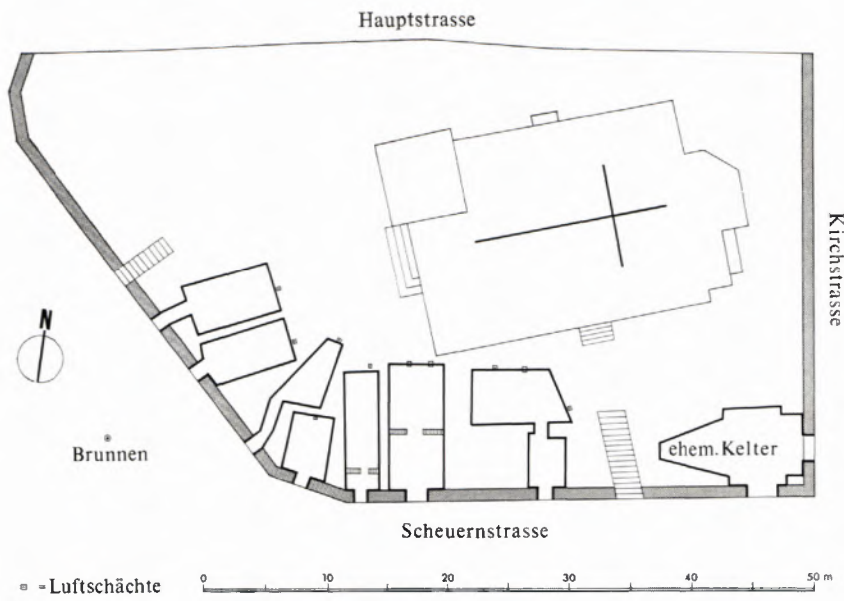 Hauptstrasse
Kirchstrasse
N
Brunnen
ehem. Kelter
Scheuernstrasse
▫ = Luftschächte
0 10 20 30 40 50 m